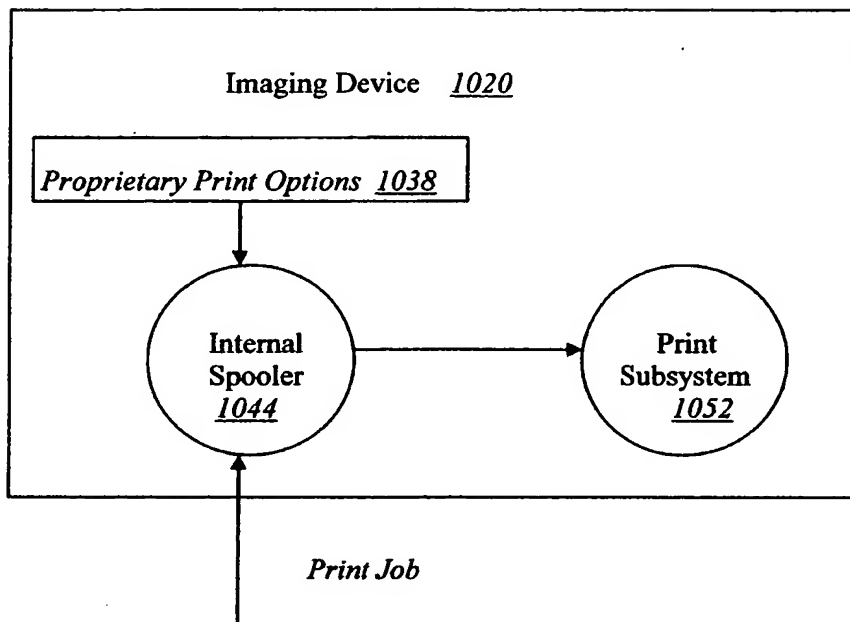 Imaging Device 1020
Proprietary Print Options 1038
Internal
Spooler
1044
Print
Subsystem
1052
Print Job